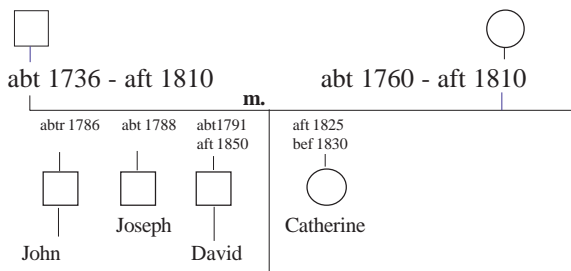 abt 1736 - aft 1810
abt 1760 - aft 1810
m.
abtr 1786
abt 1788
abt1791
aft 1850
aft 1825
bef 1830
John
Joseph
David
Catherine